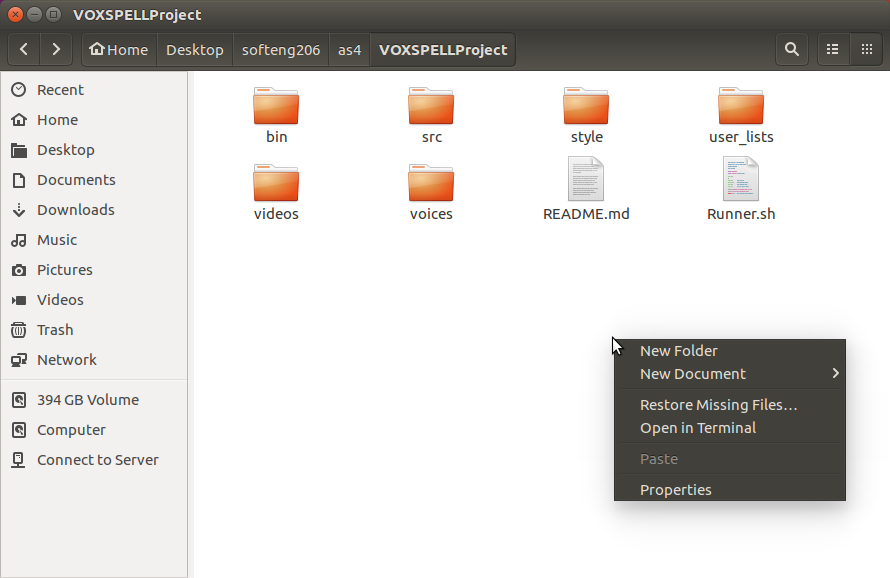 VOXSPELLProject
Home Desktop softeng206 as4 VOXSPELLProject
Recent
Home
Desktop
Documents
Downloads
Music
Pictures
Videos
Trash
Network
394 GB Volume
Computer
Connect to Server
bin src style user_lists
videos voices README.md Runner.sh
New Folder
New Document
Restore Missing Files…
Open in Terminal
Paste
Properties